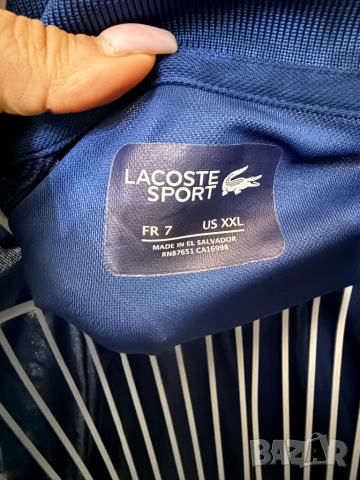 LACOSTE
SPORT
FR 7 US XXL
MADE IN EL SALVADOR
RN87651 CA16998
BAZAR